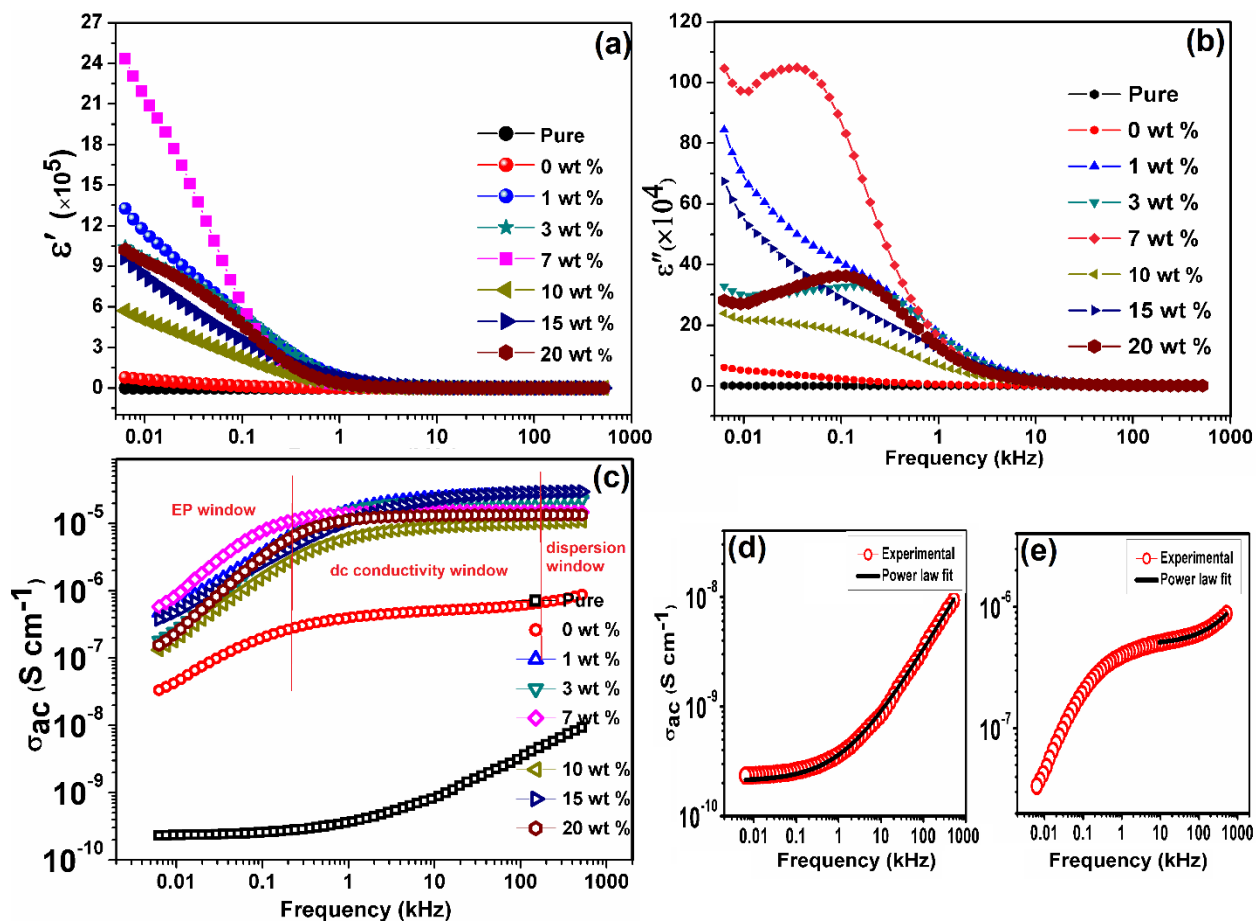 (a)
ε′ (×10⁵)
27
24
21
18
15
12
9
6
3
0
Pure
0 wt %
1 wt %
3 wt %
7 wt %
10 wt %
15 wt %
20 wt %
0.01 0.1 1 10 100 1000
(b)
ε″ (×10⁴)
100
80
60
40
20
0
Pure
0 wt %
1 wt %
3 wt %
7 wt %
10 wt %
15 wt %
20 wt %
0.01 0.1 1 10 100 1000
Frequency (kHz)
(c)
σac (S cm⁻¹)
10⁻⁵
10⁻⁶
10⁻⁷
10⁻⁸
10⁻⁹
10⁻¹⁰
EP window
dc conductivity window
dispersion
window
Pure
0 wt %
1 wt %
3 wt %
7 wt %
10 wt %
15 wt %
20 wt %
0.01 0.1 1 10 100 1000
Frequency (kHz)
(d)
Experimental
Power law fit
σac (S cm⁻¹)
10⁻⁸
10⁻⁹
10⁻¹⁰
0.01 0.1 1 10 100 1000
Frequency (kHz)
(e)
Experimental
Power law fit
10⁻⁶
10⁻⁷
0.01 0.1 1 10 100 1000
Frequency (kHz)